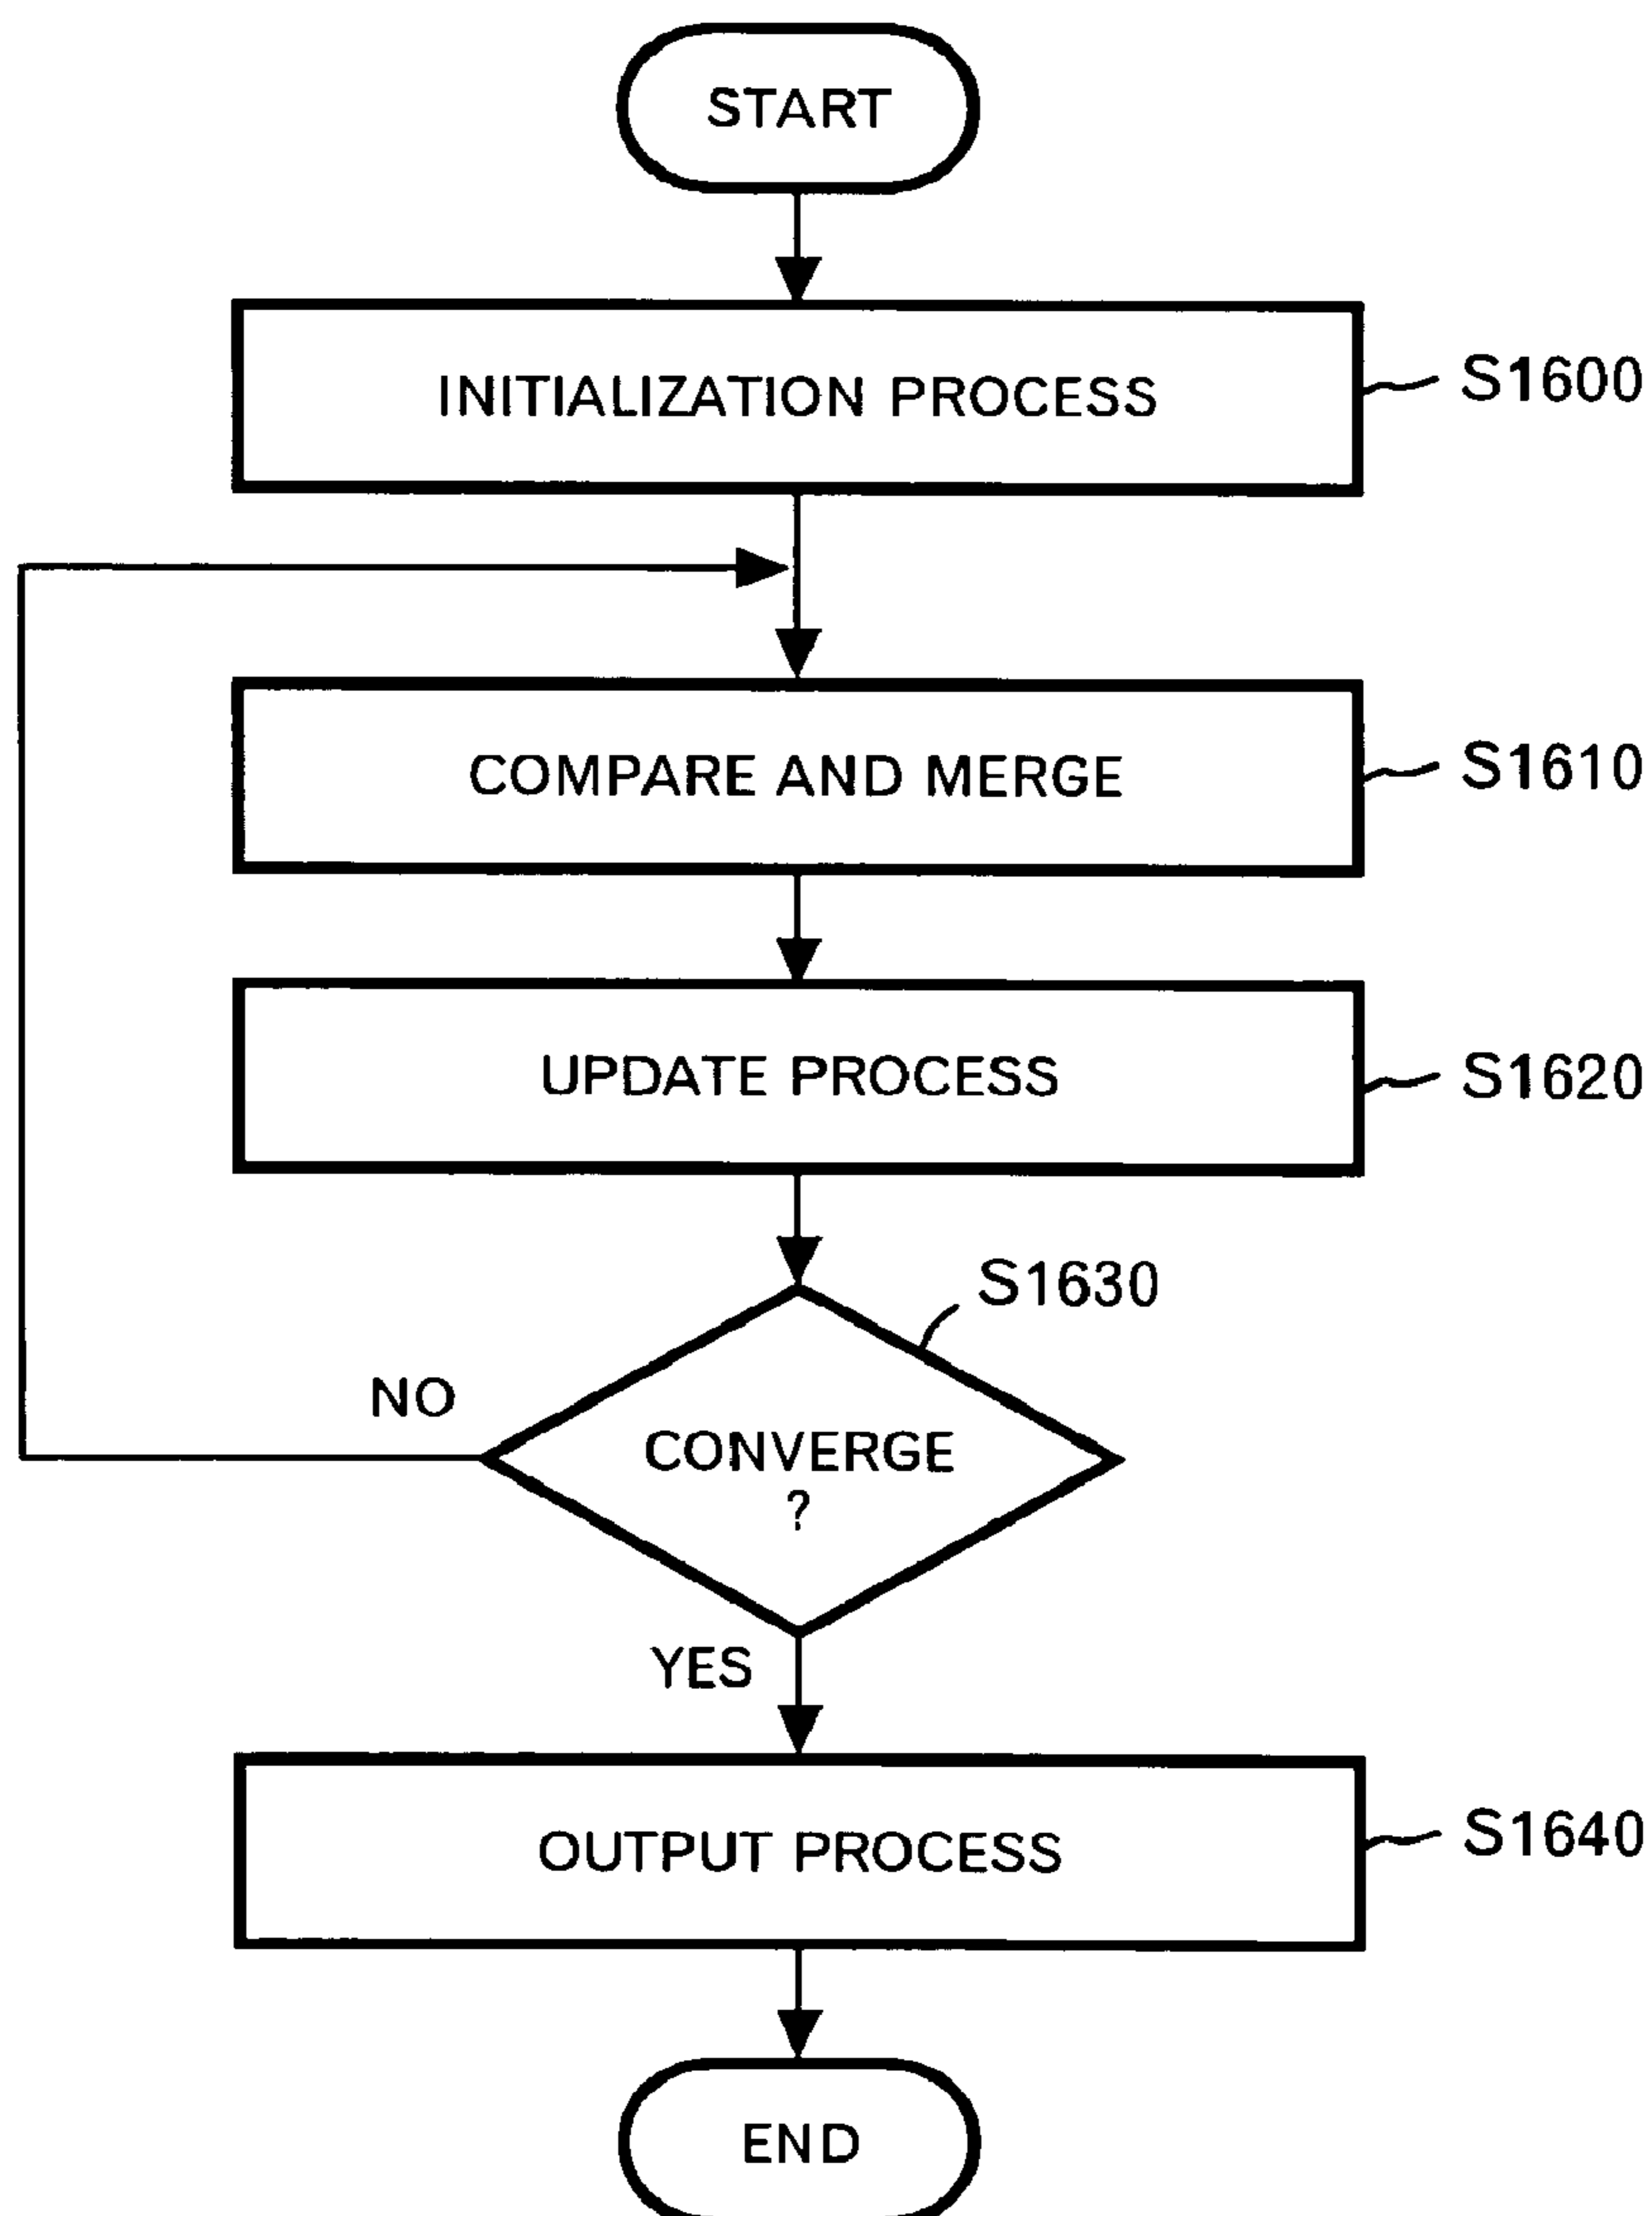 START
INITIALIZATION PROCESS
S1600
COMPARE AND MERGE
S1610
UPDATE PROCESS
S1620
S1630
NO
CONVERGE
?
YES
OUTPUT PROCESS
S1640
END